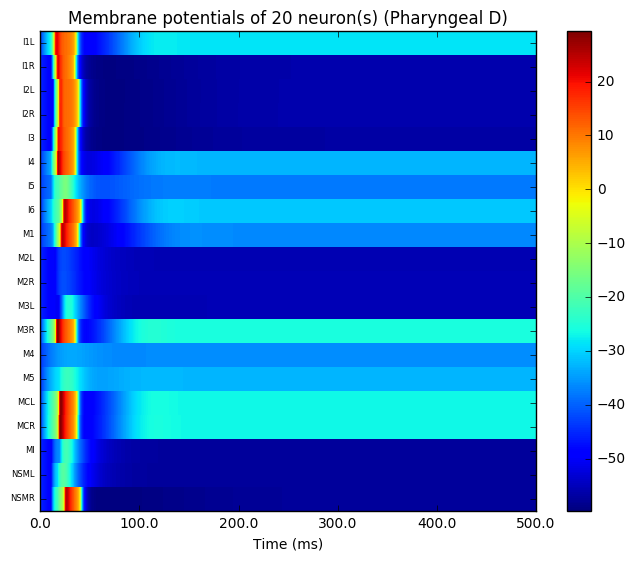 Membrane potentials of 20 neuron(s) (Pharyngeal D)
I1L
I1R
I2L
I2R
I3
I4
I5
I6
M1
M2L
M2R
M3L
M3R
M4
M5
MCL
MCR
MI
NSML
NSMR
0.0 100.0 200.0 300.0 400.0 500.0
Time (ms)
20
10
0
−10
−20
−30
−40
−50